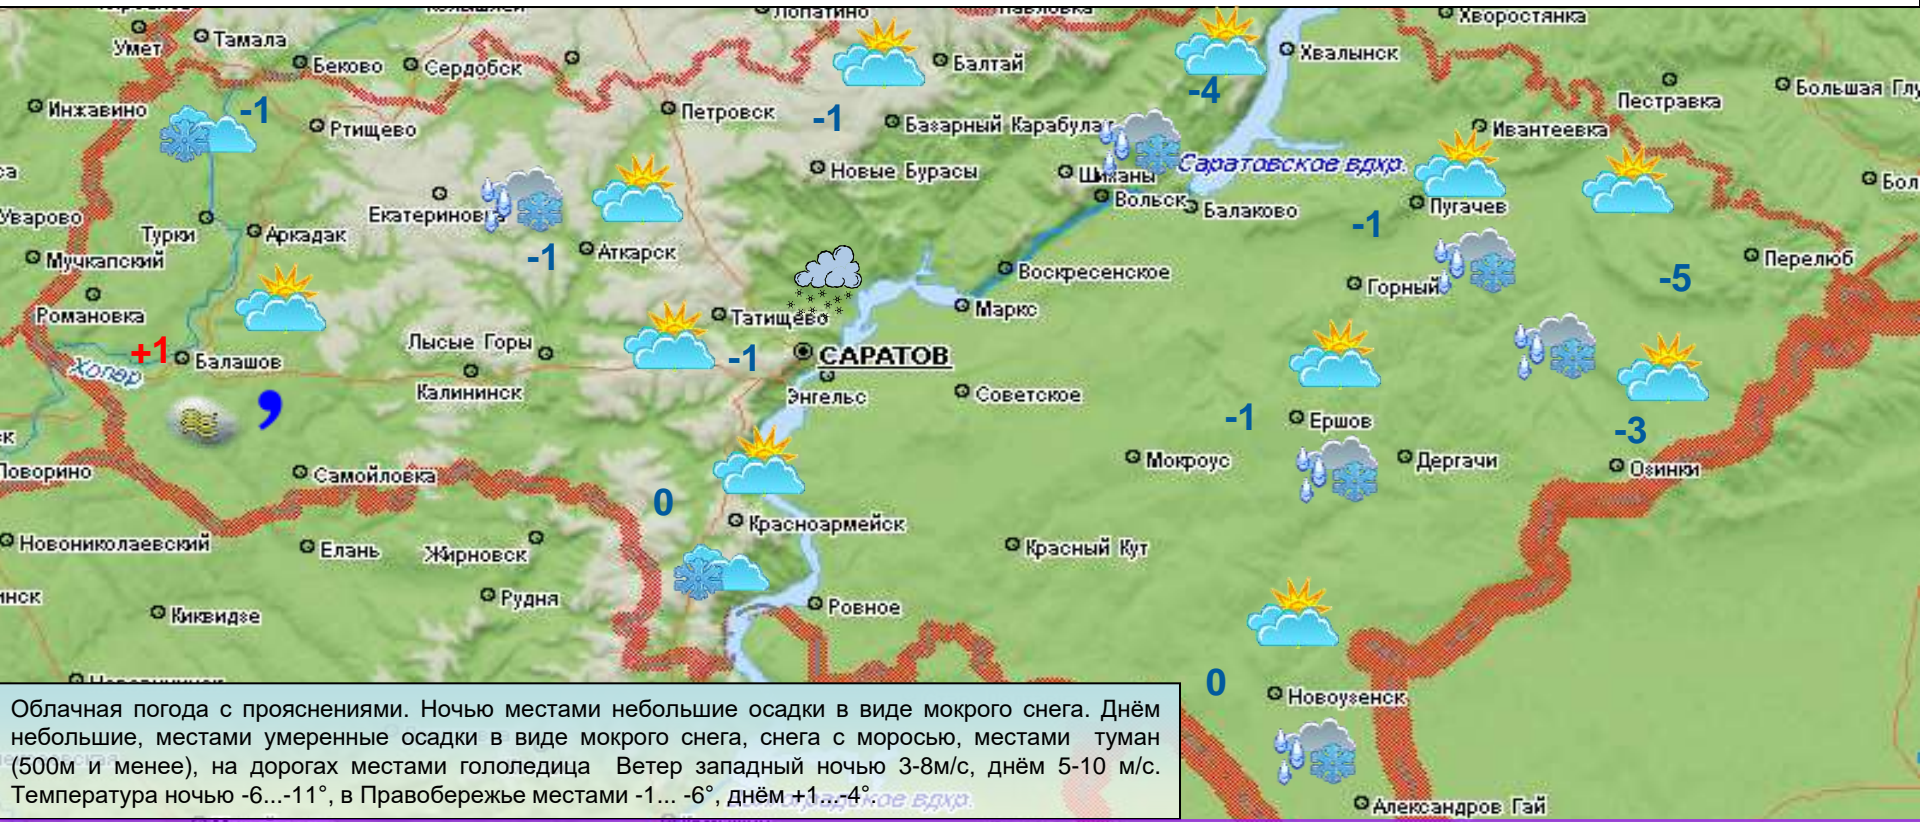 Лопатино
Хворостянка
Умет
Тамала
Беково
Сердобск
Балтай
Хвалынск
-4
Инжавино
-1
Ртищево
Петровск
-1
Базарный Карабулак
Ивантеевка
Пестравка
Большая Глу
Новые Бурасы
Шиханы
Саратовское вдхр.
Уварово
Екатериновка
Вольск
Балаково
Пугачев
Бол
Турки
Аркадак
-1
Аткарск
-1
Мучкапский
Воскресенское
Горный
-5
Перелюб
Романовка
Татищево
Маркс
+1
Балашов
Лысые Горы
-1
САРАТОВ
Хопер
Калининск
Энгельс
Советское
-1
Ершов
-3
Поворино
Самойловка
Мокроус
Дергачи
Озинки
0
Красноармейск
Новониколаевский
Елань
Жирновск
Красный Кут
инск
Киквидзе
Рудня
Ровное
0
Новоузенск
Облачная погода с прояснениями. Ночью местами небольшие осадки в виде мокрого снега. Днём
небольшие, местами умеренные осадки в виде мокрого снега, снега с моросью, местами туман
(500м и менее), на дорогах местами гололедица Ветер западный ночью 3-8м/с, днём 5-10 м/с.
Температура ночью -6...-11°, в Правобережье местами -1... -6°, днём +1...-4°.
вдхр.
Александров Гай